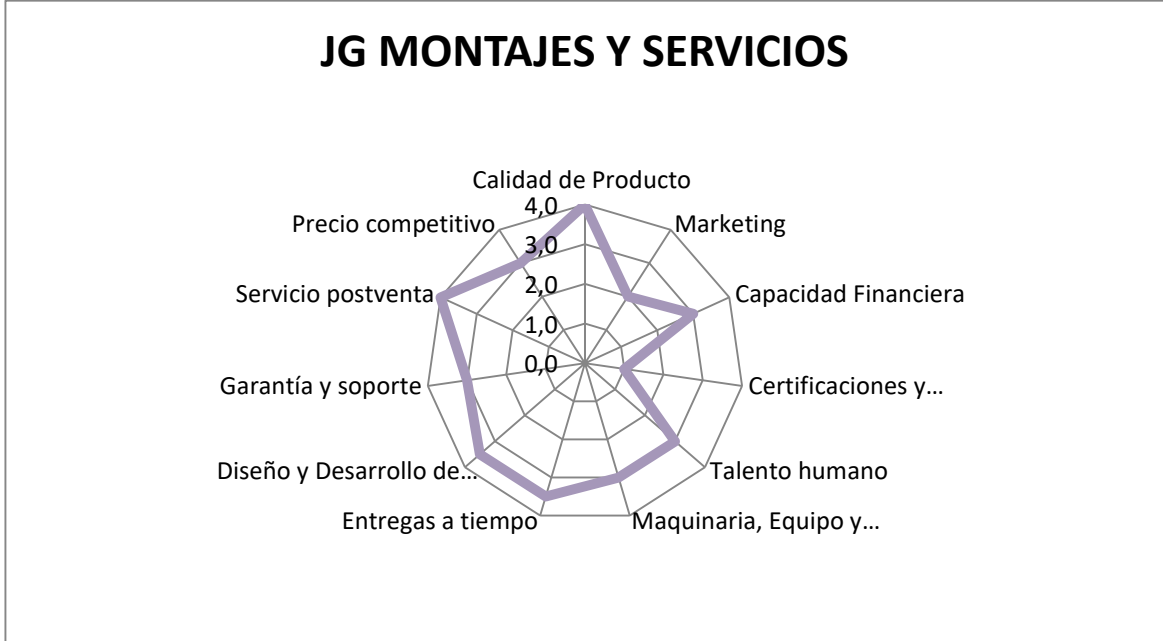 JG MONTAJES Y SERVICIOS
Calidad de Producto
4,0
Precio competitivo
Marketing
3,0
Servicio postventa
Capacidad Financiera
2,0
1,0
0,0
Garantía y soporte
Certificaciones y...
Diseño y Desarrollo de...
Talento humano
Entregas a tiempo
Maquinaria, Equipo y...